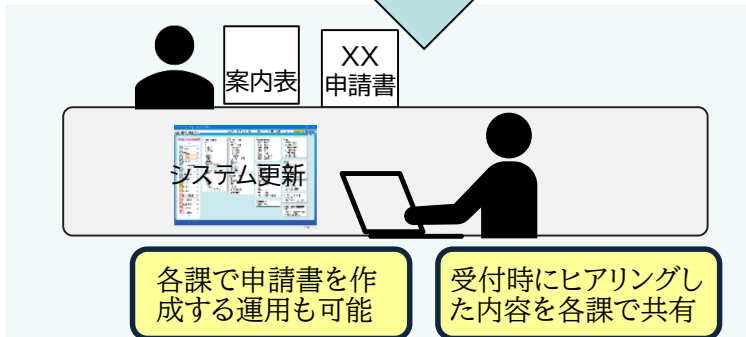 案内表
XX
申請書
システム更新
各課で申請書を作
成する運用も可能
受付時にヒアリングし
た内容を各課で共有